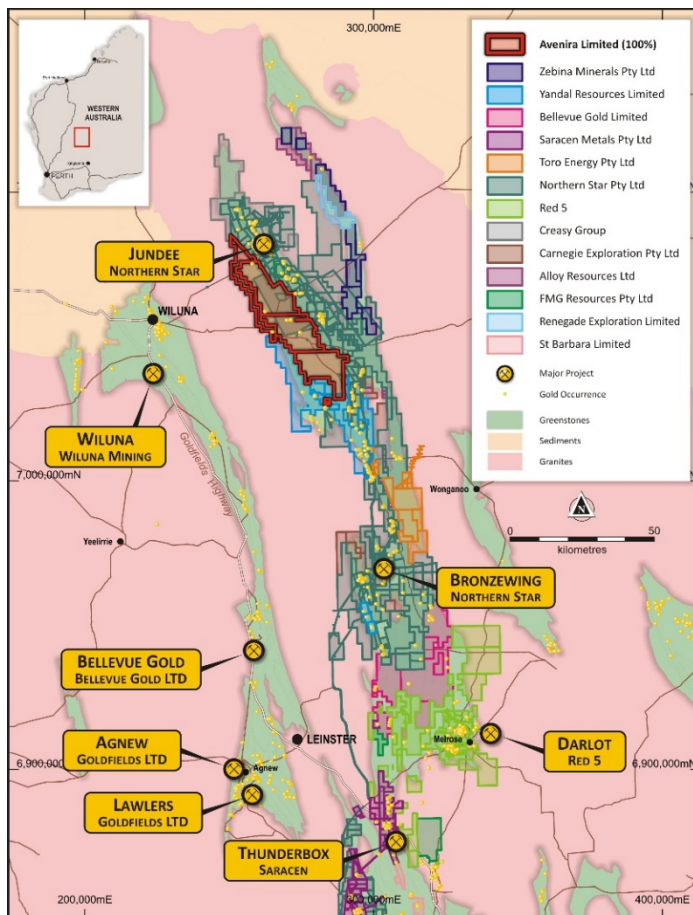 300,000mE
WESTERN
AUSTRALIA
PERTH
Avenira Limited (100%)
Zebina Minerals Pty Ltd
Yandal Resources Limited
Bellevue Gold Limited
Saracen Metals Pty Ltd
Toro Energy Pty Ltd
Northern Star Pty Ltd
Red 5
Creasy Group
Carnegie Exploration Pty Ltd
Alloy Resources Ltd
FMG Resources Pty Ltd
Renegade Exploration Limited
St Barbara Limited
Major Project
Gold Occurrence
Greenstones
Sediments
Granites
JUNDEE
NORTHERN STAR
WILUNA
WILUNA
WILUNA MINING
Goldfields Highway
7,000,000mN
Wonganoo
N
0
50
kilometres
Yeelirrie
BRONZEWING
NORTHERN STAR
BELLEVUE GOLD
BELLEVUE GOLD LTD
LEINSTER
Melrose
DARLOT
RED 5
AGNEW
GOLDFIELDS LTD
Agnew
6,900,000mN
6,900,000mN
LAWLERS
GOLDFIELDS LTD
THUNDERBOX
SARACEN
200,000mE
300,000mE
400,000mE